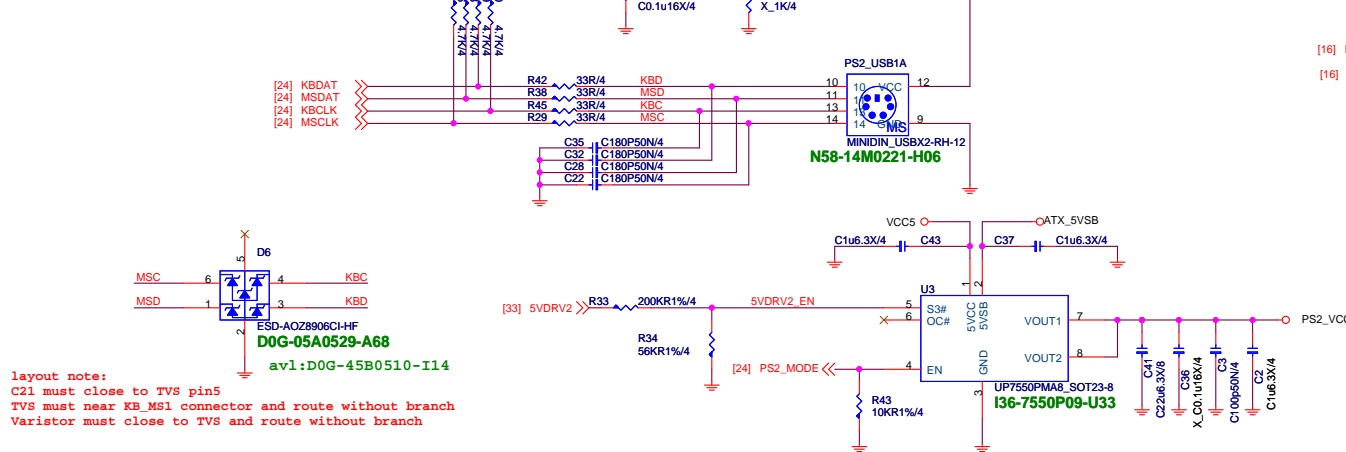 C0.1u16X/4
X_1K/4
4.7K/4
4.7K/4
4.7K/4
4.7K/4
[16]
[16]
PS2_USB1A
[24] KBDAT R42 33R/4 KBD 10 10 VCC 12
[24] MSDAT R38 33R/4 MSD 11 11
[24] KBCLK R45 33R/4 KBC 13 13
[24] MSCLK R29 33R/4 MSC 14 14 GND 9
MS
MINIDIN_USBX2-RH-12
N58-14M0221-H06
C35 C180P50N/4
C32 C180P50N/4
C28 C180P50N/4
C22 C180P50N/4
VCC5
ATX_5VSB
C1u6.3X/4 C43
C37 C1u6.3X/4
D6
5
MSC 6 4 KBC
MSD 1 3 KBD
2
ESD-AOZ8906CI-HF
D0G-05A0529-A68
avl:D0G-45B0510-I14
layout note:
C21 must close to TVS pin5
TVS must near KB_MS1 connector and route without branch
Varistor must close to TVS and route without branch
U3
1
2
5VCC
5VSB
[33] 5VDRV2 R33 200KR1%/4 5VDRV2_EN 5 S3#
6 OC#
R34
56KR1%/4
[24] PS2_MODE 4 EN
R43
10KR1%/4
GND
3
VOUT1 7
VOUT2 8
PS2_VCC
UP7550PMA8_SOT23-8
I36-7550P09-U33
C41
C22u6.3X/8
C36
X_C0.1u16X/4
C3
C100p50N/4
C2
C1u6.3X/4